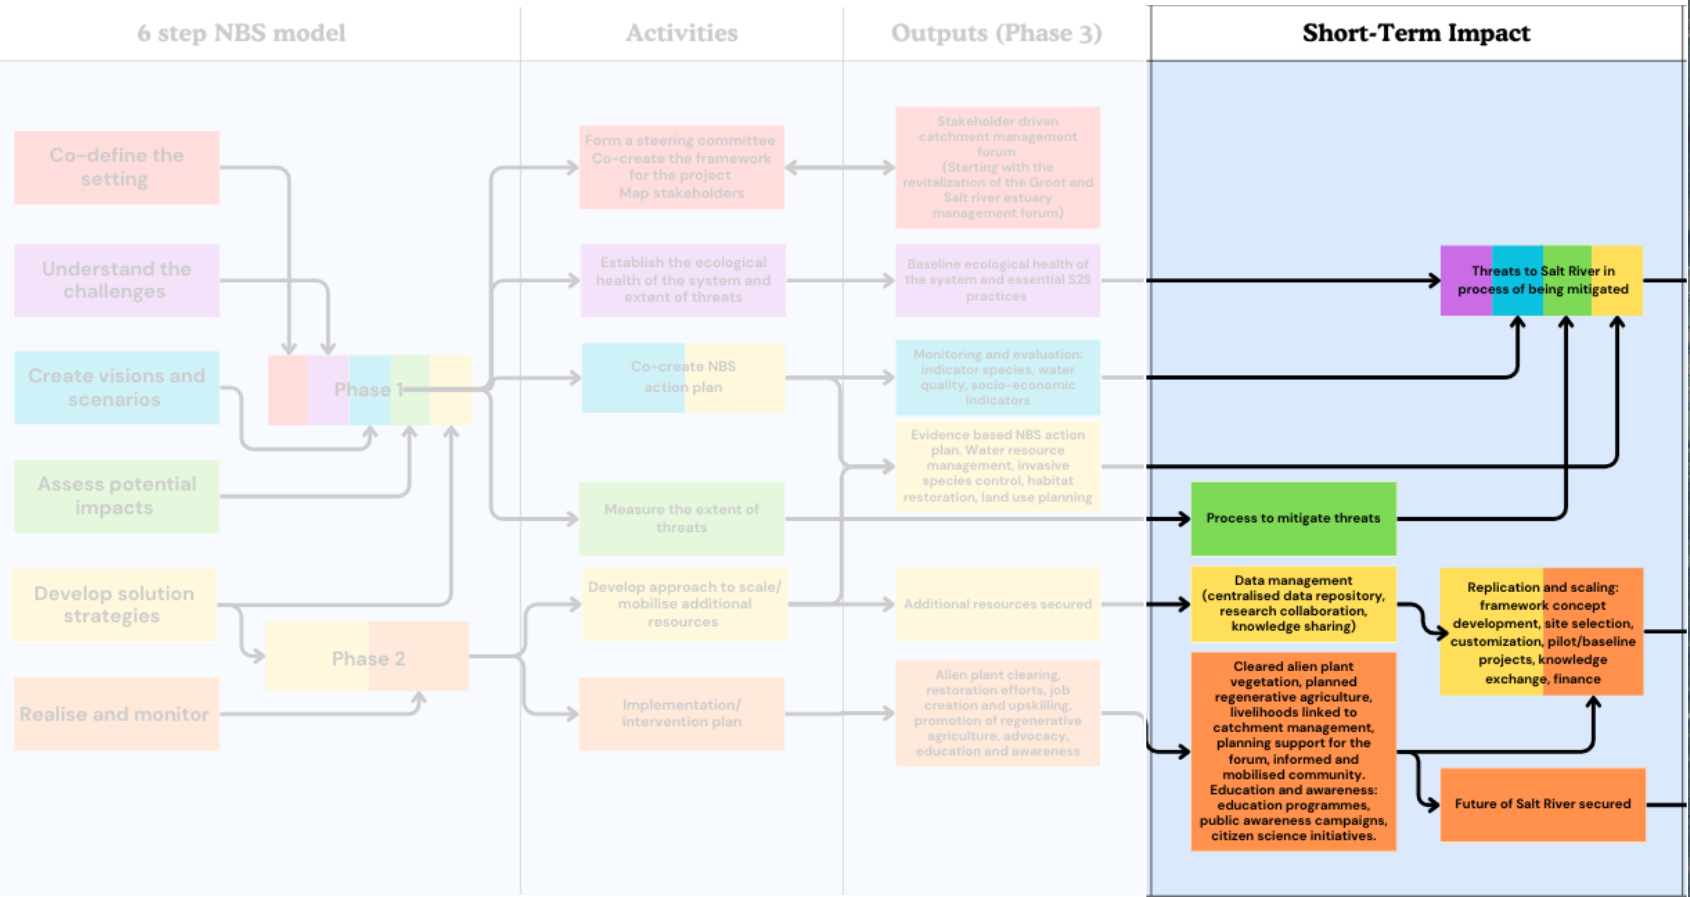 6 step NBS model
Activities
Outputs (Phase 3)
Short-Term Impact
Co-define the
setting
Understand the
challenges
Create visions and
scenarios
Assess potential
impacts
Develop solution
strategies
Realise and monitor
Phase 1
Phase 2
Form a steering committee
Co-create the framework
for the project
Map stakeholders
Establish the ecological
health of the system and
extent of threats
Co-create NBS
action plan
Measure the extent of
threats
Develop approach to scale/
mobilise additional
resources
Implementation/
intervention plan
Stakeholder driven
catchment management
forum
(Starting with the
revitalization of the Groot and
Salt river estuary
management forum)
Baseline ecological health of
the system and essential S2S
practices
Monitoring and evaluation:
indicator species, water
quality, socio-economic
indicators
Evidence based NBS action
plan. Water resource
management, invasive
species control, habitat
restoration, land use planning
Additional resources secured
Alien plant clearing,
restoration efforts, job
creation and upskilling,
promotion of regenerative
agriculture, advocacy,
education and awareness
Threats to Salt River in
process of being mitigated
Process to mitigate threats
Data management
(centralised data repository,
research collaboration,
knowledge sharing)
Replication and scaling:
framework concept
development, site selection,
customization, pilot/baseline
projects, knowledge
exchange, finance
Cleared alien plant
vegetation, planned
regenerative agriculture,
livelihoods linked to
catchment management,
planning support for the
forum, informed and
mobilised community.
Education and awareness:
education programmes,
public awareness campaigns,
citizen science initiatives.
Future of Salt River secured